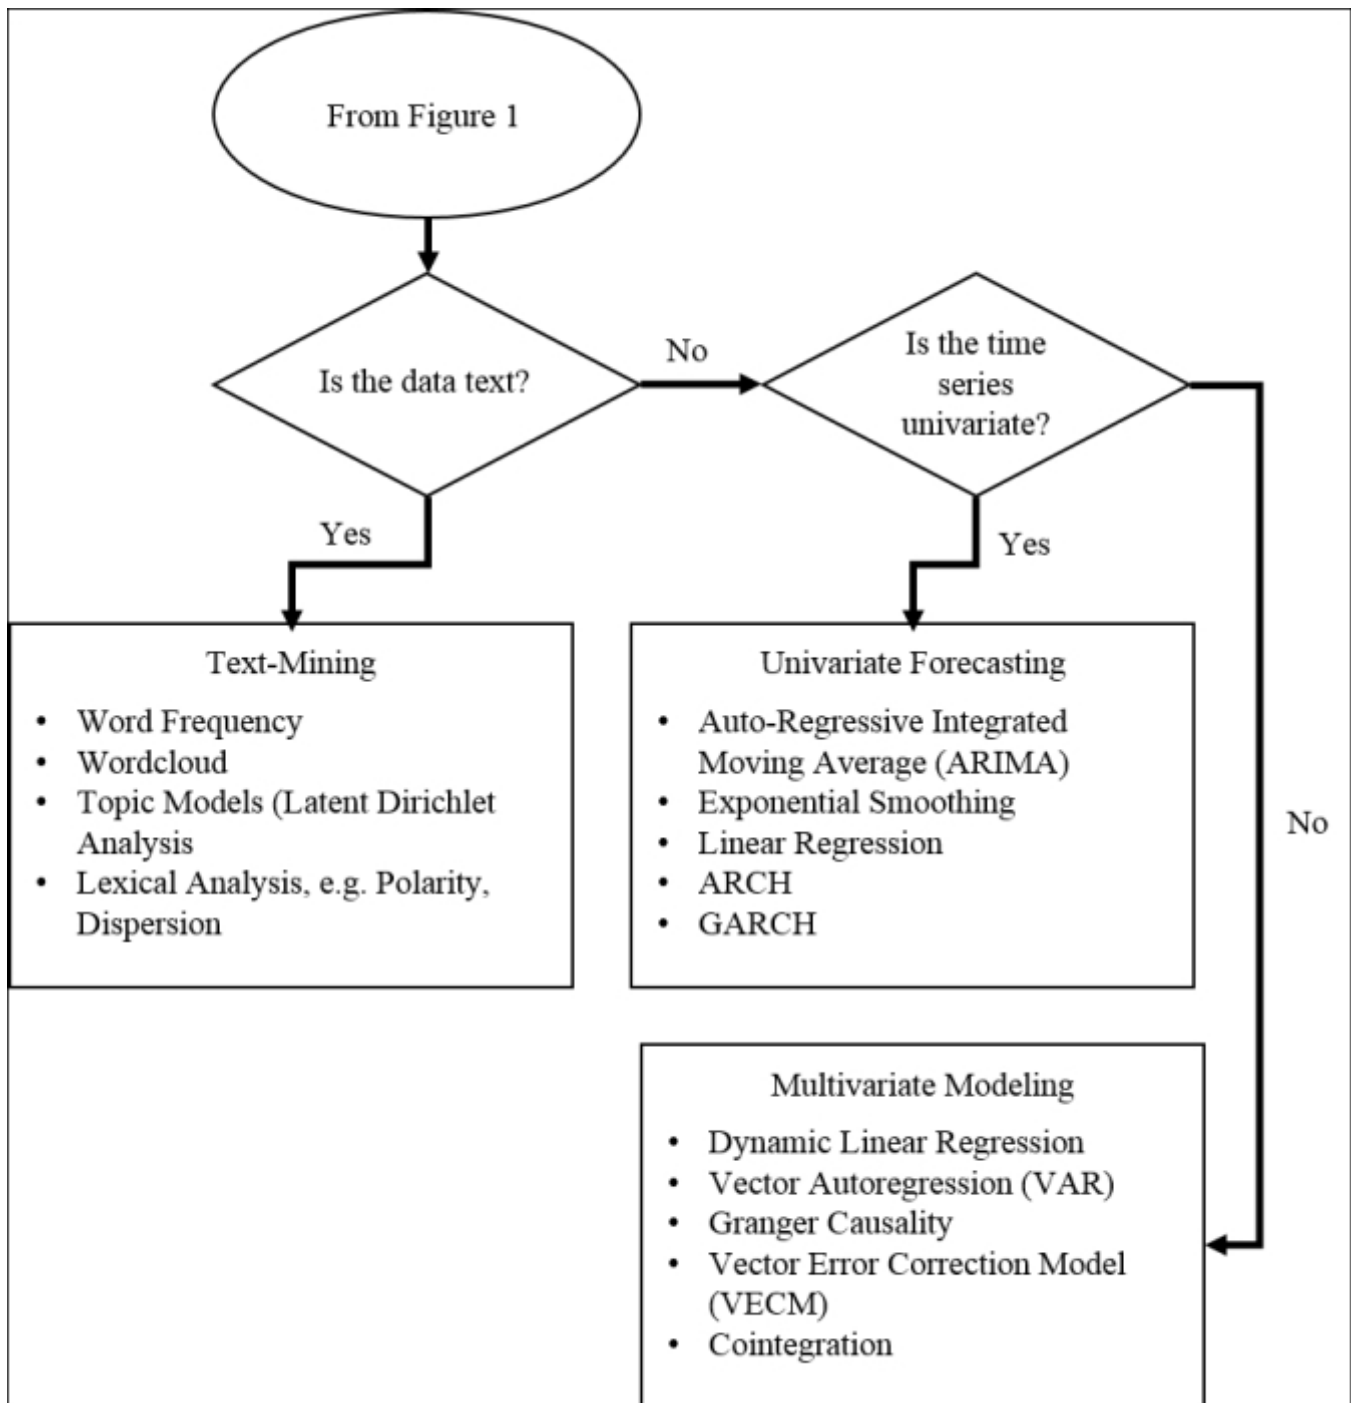 From Figure 1
Is the data text?
No
Is the time
series
univariate?
Yes
Yes
Text-Mining
• Word Frequency
• Wordcloud
• Topic Models (Latent Dirichlet
Analysis
• Lexical Analysis, e.g. Polarity,
Dispersion
Univariate Forecasting
• Auto-Regressive Integrated
Moving Average (ARIMA)
• Exponential Smoothing
• Linear Regression
• ARCH
• GARCH
No
Multivariate Modeling
• Dynamic Linear Regression
• Vector Autoregression (VAR)
• Granger Causality
• Vector Error Correction Model
(VECM)
• Cointegration